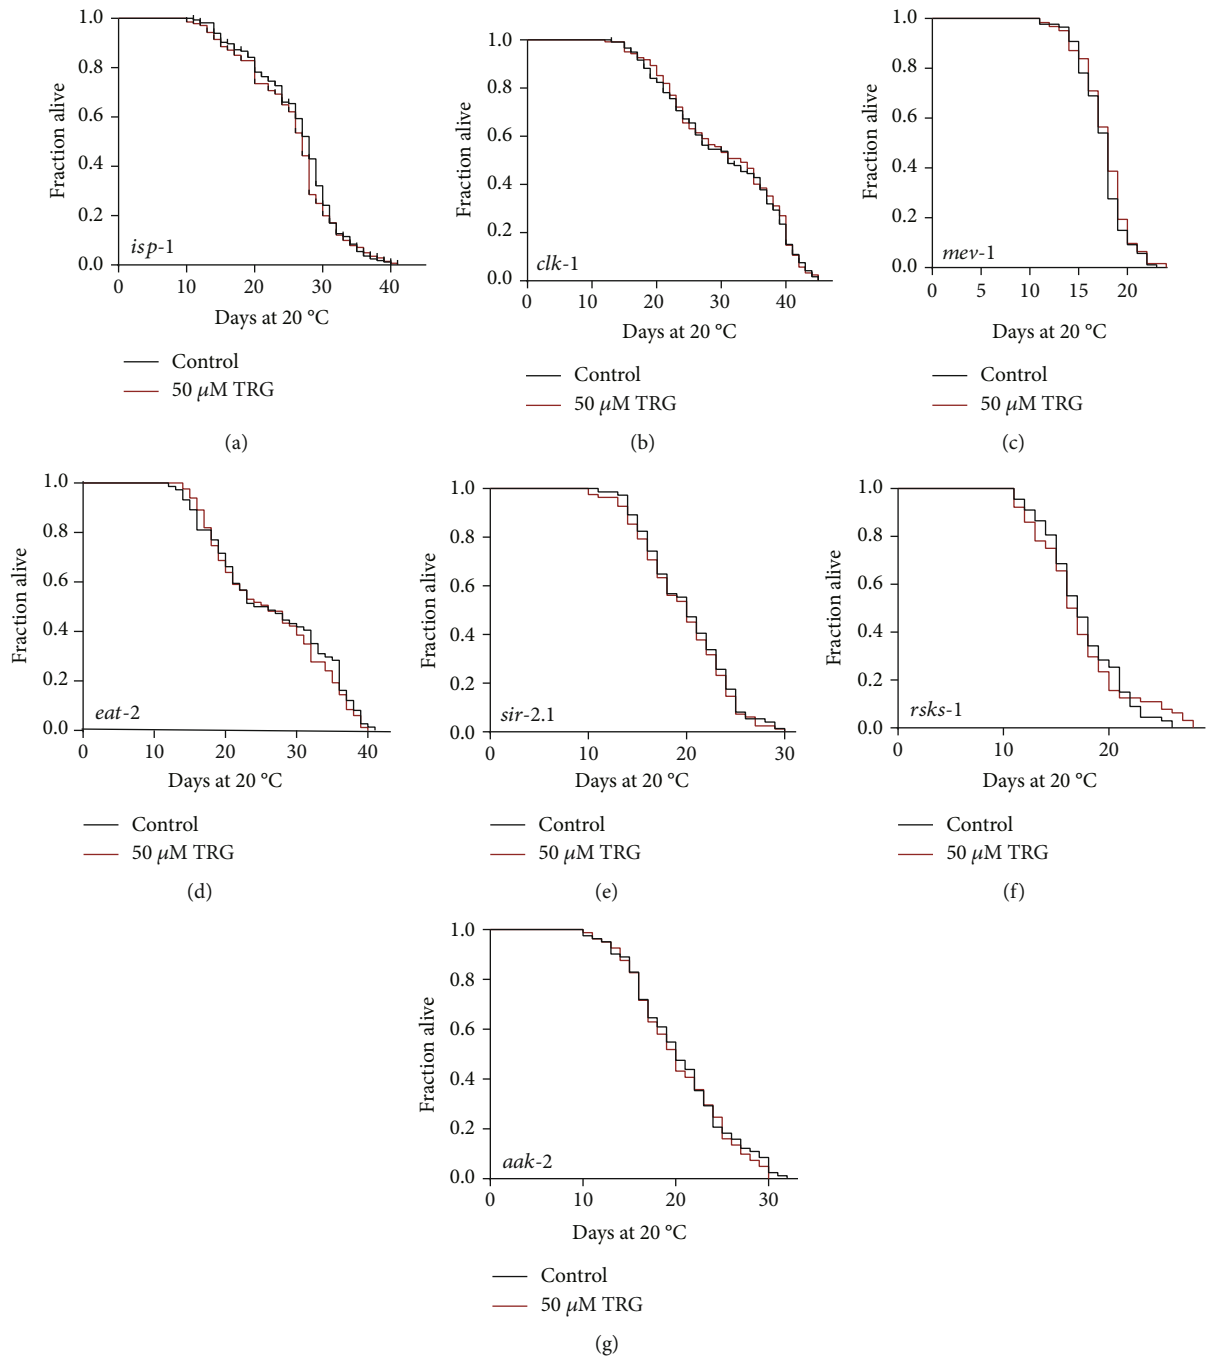 Fraction alive
1.0
0.8
0.6
0.4
0.2
0.0
isp-1
0 10 20 30 40
Days at 20 °C
Control
50 μM TRG
(a)
Fraction alive
1.0
0.8
0.6
0.4
0.2
0.0
clk-1
0 10 20 30 40
Days at 20 °C
Control
50 μM TRG
(b)
Fraction alive
1.0
0.8
0.6
0.4
0.2
0.0
mev-1
0 5 10 15 20
Days at 20 °C
Control
50 μM TRG
(c)
Fraction alive
1.0
0.8
0.6
0.4
0.2
0.0
eat-2
0 10 20 30 40
Days at 20 °C
Control
50 μM TRG
(d)
Fraction alive
1.0
0.8
0.6
0.4
0.2
0.0
sir-2.1
0 10 20 30
Days at 20 °C
Control
50 μM TRG
(e)
Fraction alive
1.0
0.8
0.6
0.4
0.2
0.0
rsks-1
0 10 20
Days at 20 °C
Control
50 μM TRG
(f)
Fraction alive
1.0
0.8
0.6
0.4
0.2
0.0
aak-2
0 10 20 30
Days at 20 °C
Control
50 μM TRG
(g)